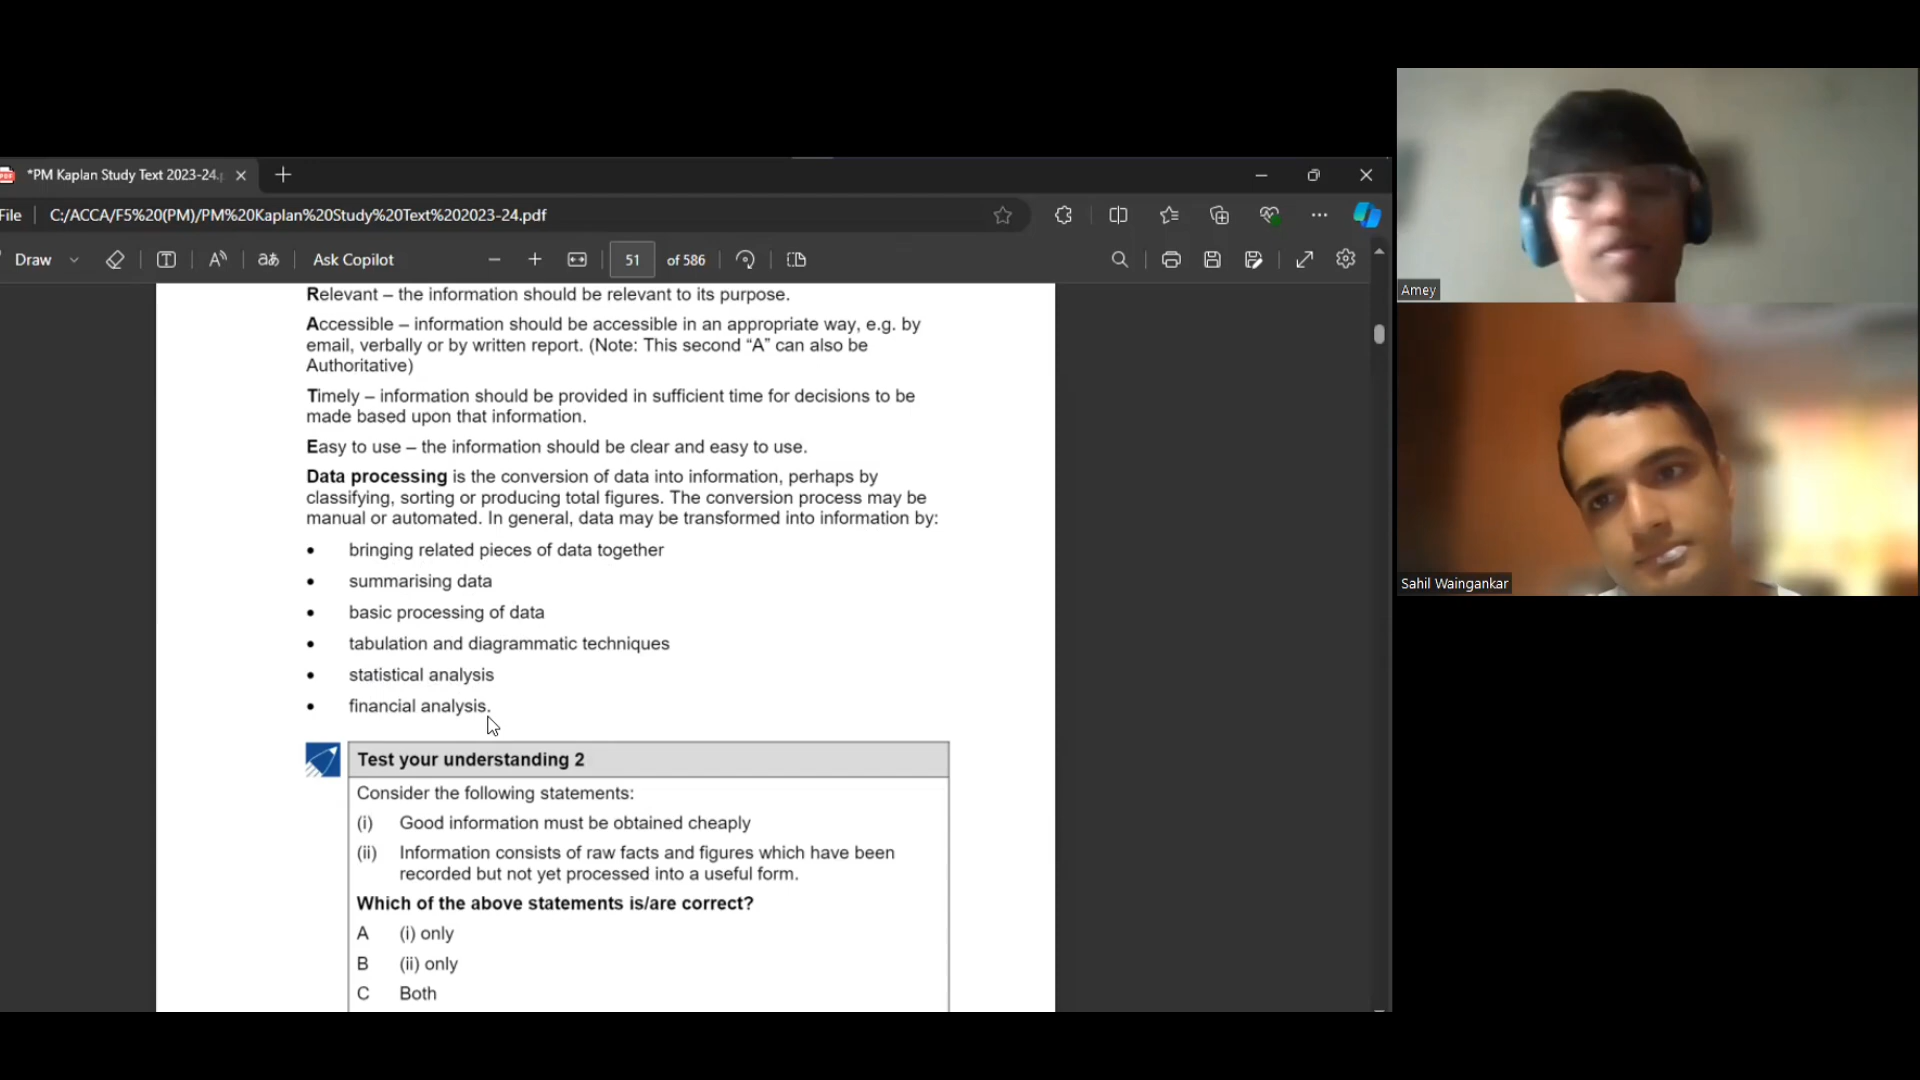 *PM Kaplan Study Text 2023-24.
File
C:/ACCA/F5%20(PM)/PM%20Kaplan%20Study%20Text%202023-24.pdf
Draw
Ask Copilot
51
of 586
Relevant – the information should be relevant to its purpose.
Accessible – information should be accessible in an appropriate way, e.g. by
email, verbally or by written report. (Note: This second “A” can also be
Authoritative)
Timely – information should be provided in sufficient time for decisions to be
made based upon that information.
Easy to use – the information should be clear and easy to use.
Data processing is the conversion of data into information, perhaps by
classifying, sorting or producing total figures. The conversion process may be
manual or automated. In general, data may be transformed into information by:
• bringing related pieces of data together
• summarising data
• basic processing of data
• tabulation and diagrammatic techniques
• statistical analysis
• financial analysis.
Test your understanding 2
Consider the following statements:
(i) Good information must be obtained cheaply
(ii) Information consists of raw facts and figures which have been
recorded but not yet processed into a useful form.
Which of the above statements is/are correct?
A (i) only
B (ii) only
C Both
Amey
Sahil Waingankar